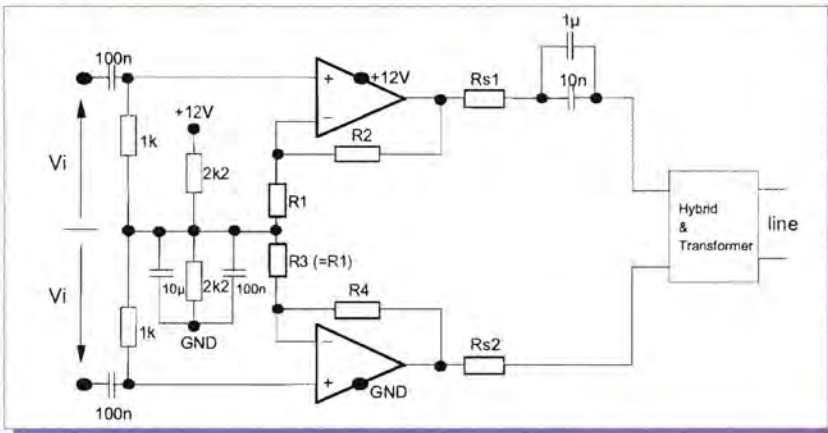 1µ
100n
+12V
Rs1
10n
+12V
R2
1k
Vi
2k2
R1
Hybrid
&
Transformer
line
R3 (=R1)
10µ
2k2
100n
Vi
R4
1k
GND
Rs2
GND
100n